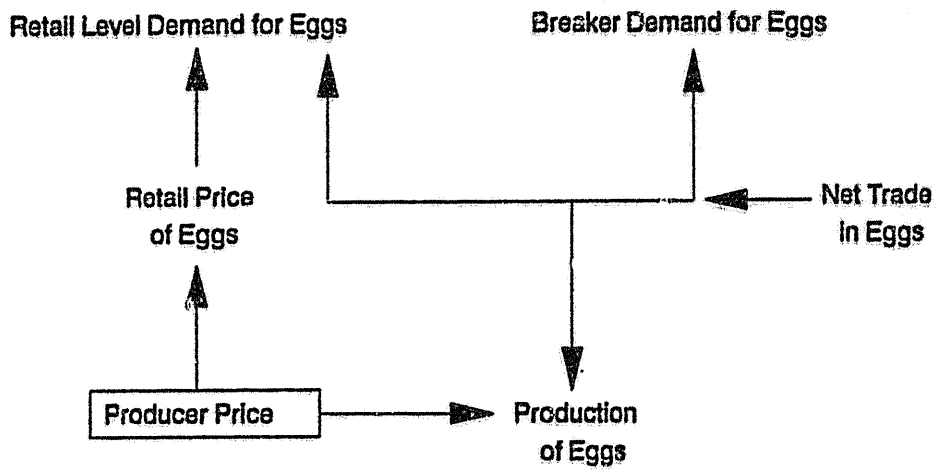 Retail Level Demand for Eggs
Breaker Demand for Eggs
Retail Price
of Eggs
Net Trade
in Eggs
Producer Price
Production
of Eggs